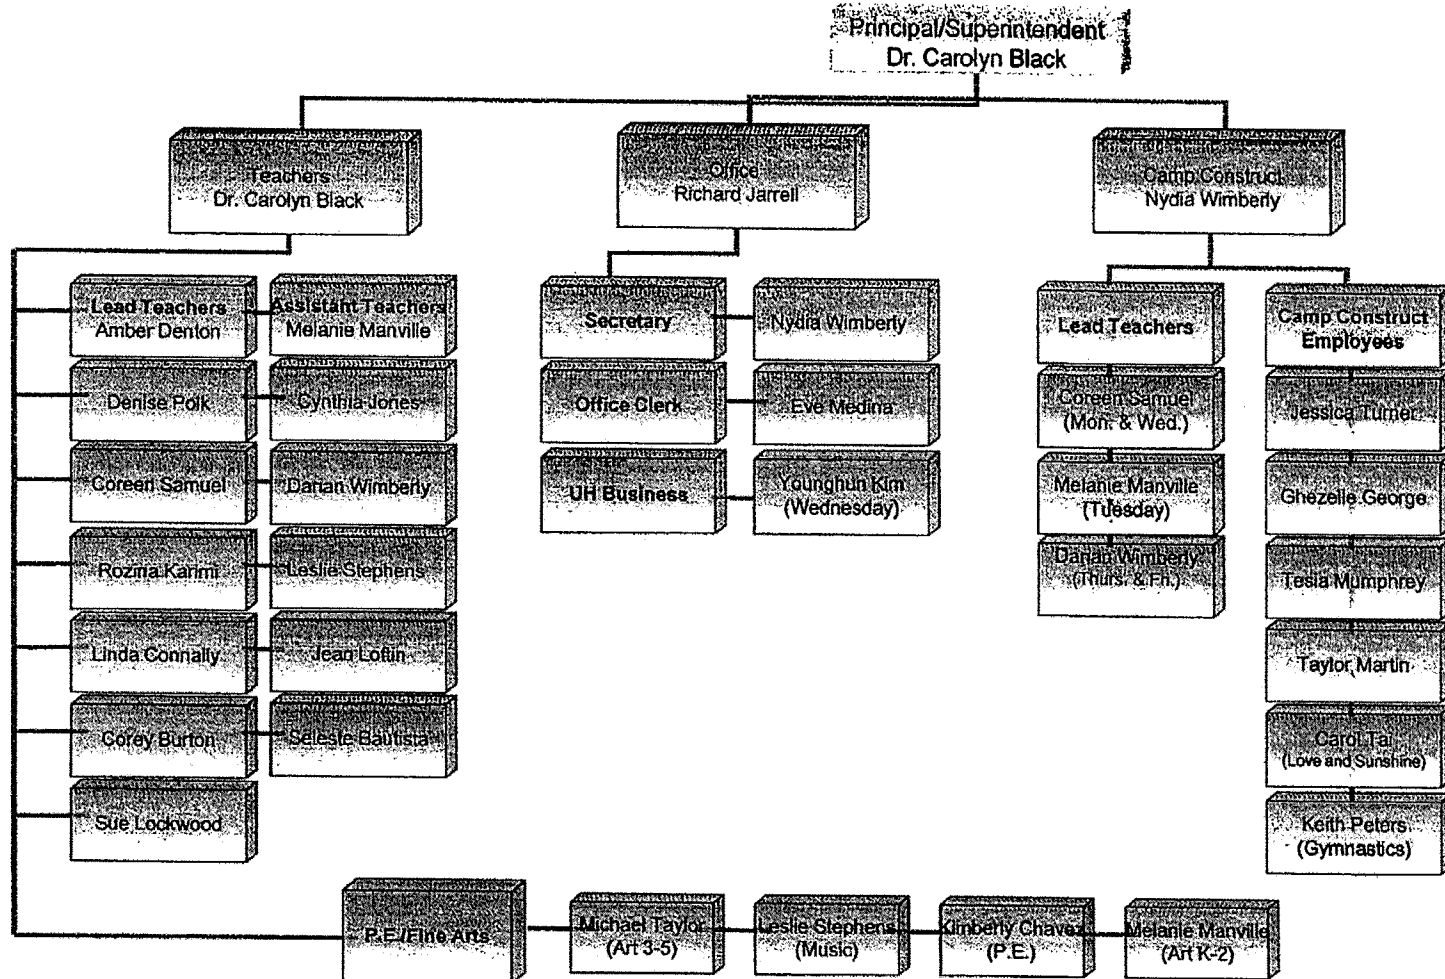 Principal/Superintendent
Dr. Carolyn Black
Teachers
Dr. Carolyn Black
Office
Richard Jarrell
Camp Construct
Nydia Wimberly
Lead Teachers
Amber Denton
Assistant Teachers
Melanie Manville
Denise Polk
Cynthia Jones
Coreen Samuel
Darian Wimberly
Rozina Karimi
Leslie Stephens
Linda Connally
Jean Loftin
Corey Burton
Seleste Bautista
Sue Lockwood
Secretary
Nydia Wimberly
Office Clerk
Eve Medina
UH Business
Younghun Kim
(Wednesday)
Lead Teachers
Coreen Samuel
(Mon. & Wed.)
Melanie Manville
(Tuesday)
Darian Wimberly
(Thurs. & Fri.)
Camp Construct
Employees
Jessica Turner
Ghezelle George
Tesia Mumphrey
Taylor Martin
Carol Tai
(Love and Sunshine)
Keith Peters
(Gymnastics)
P.E./Fine Arts
Michael Taylor
(Art 3-5)
Leslie Stephens
(Music)
Kimberly Chavez
(P.E.)
Melanie Manville
(Art K-2)